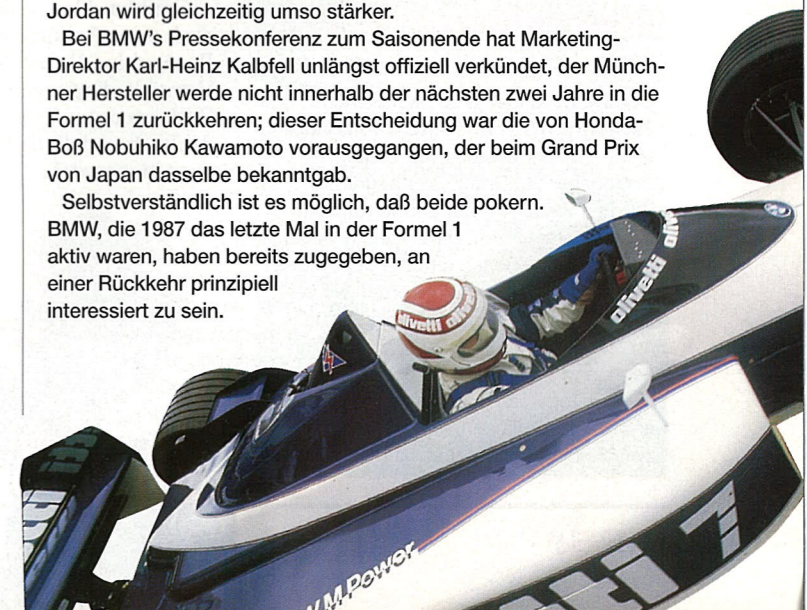 Jordan wird gleichzeitig umso stärker.
Bei BMW's Pressekonferenz zum Saisonende hat Marketing-
Direktor Karl-Heinz Kalbfell unlängst offiziell verkündet, der Münch-
ner Hersteller werde nicht innerhalb der nächsten zwei Jahre in die
Formel 1 zurückkehren; dieser Entscheidung war die von Honda-
Boß Nobuhiko Kawamoto vorausgegangen, der beim Grand Prix
von Japan dasselbe bekanntgab.
Selbstverständlich ist es möglich, daß beide pokern.
BMW, die 1987 das letzte Mal in der Formel 1
aktiv waren, haben bereits zugegeben, an
einer Rückkehr prinzipiell
interessiert zu sein.
olivetti
olivetti
M Power
7